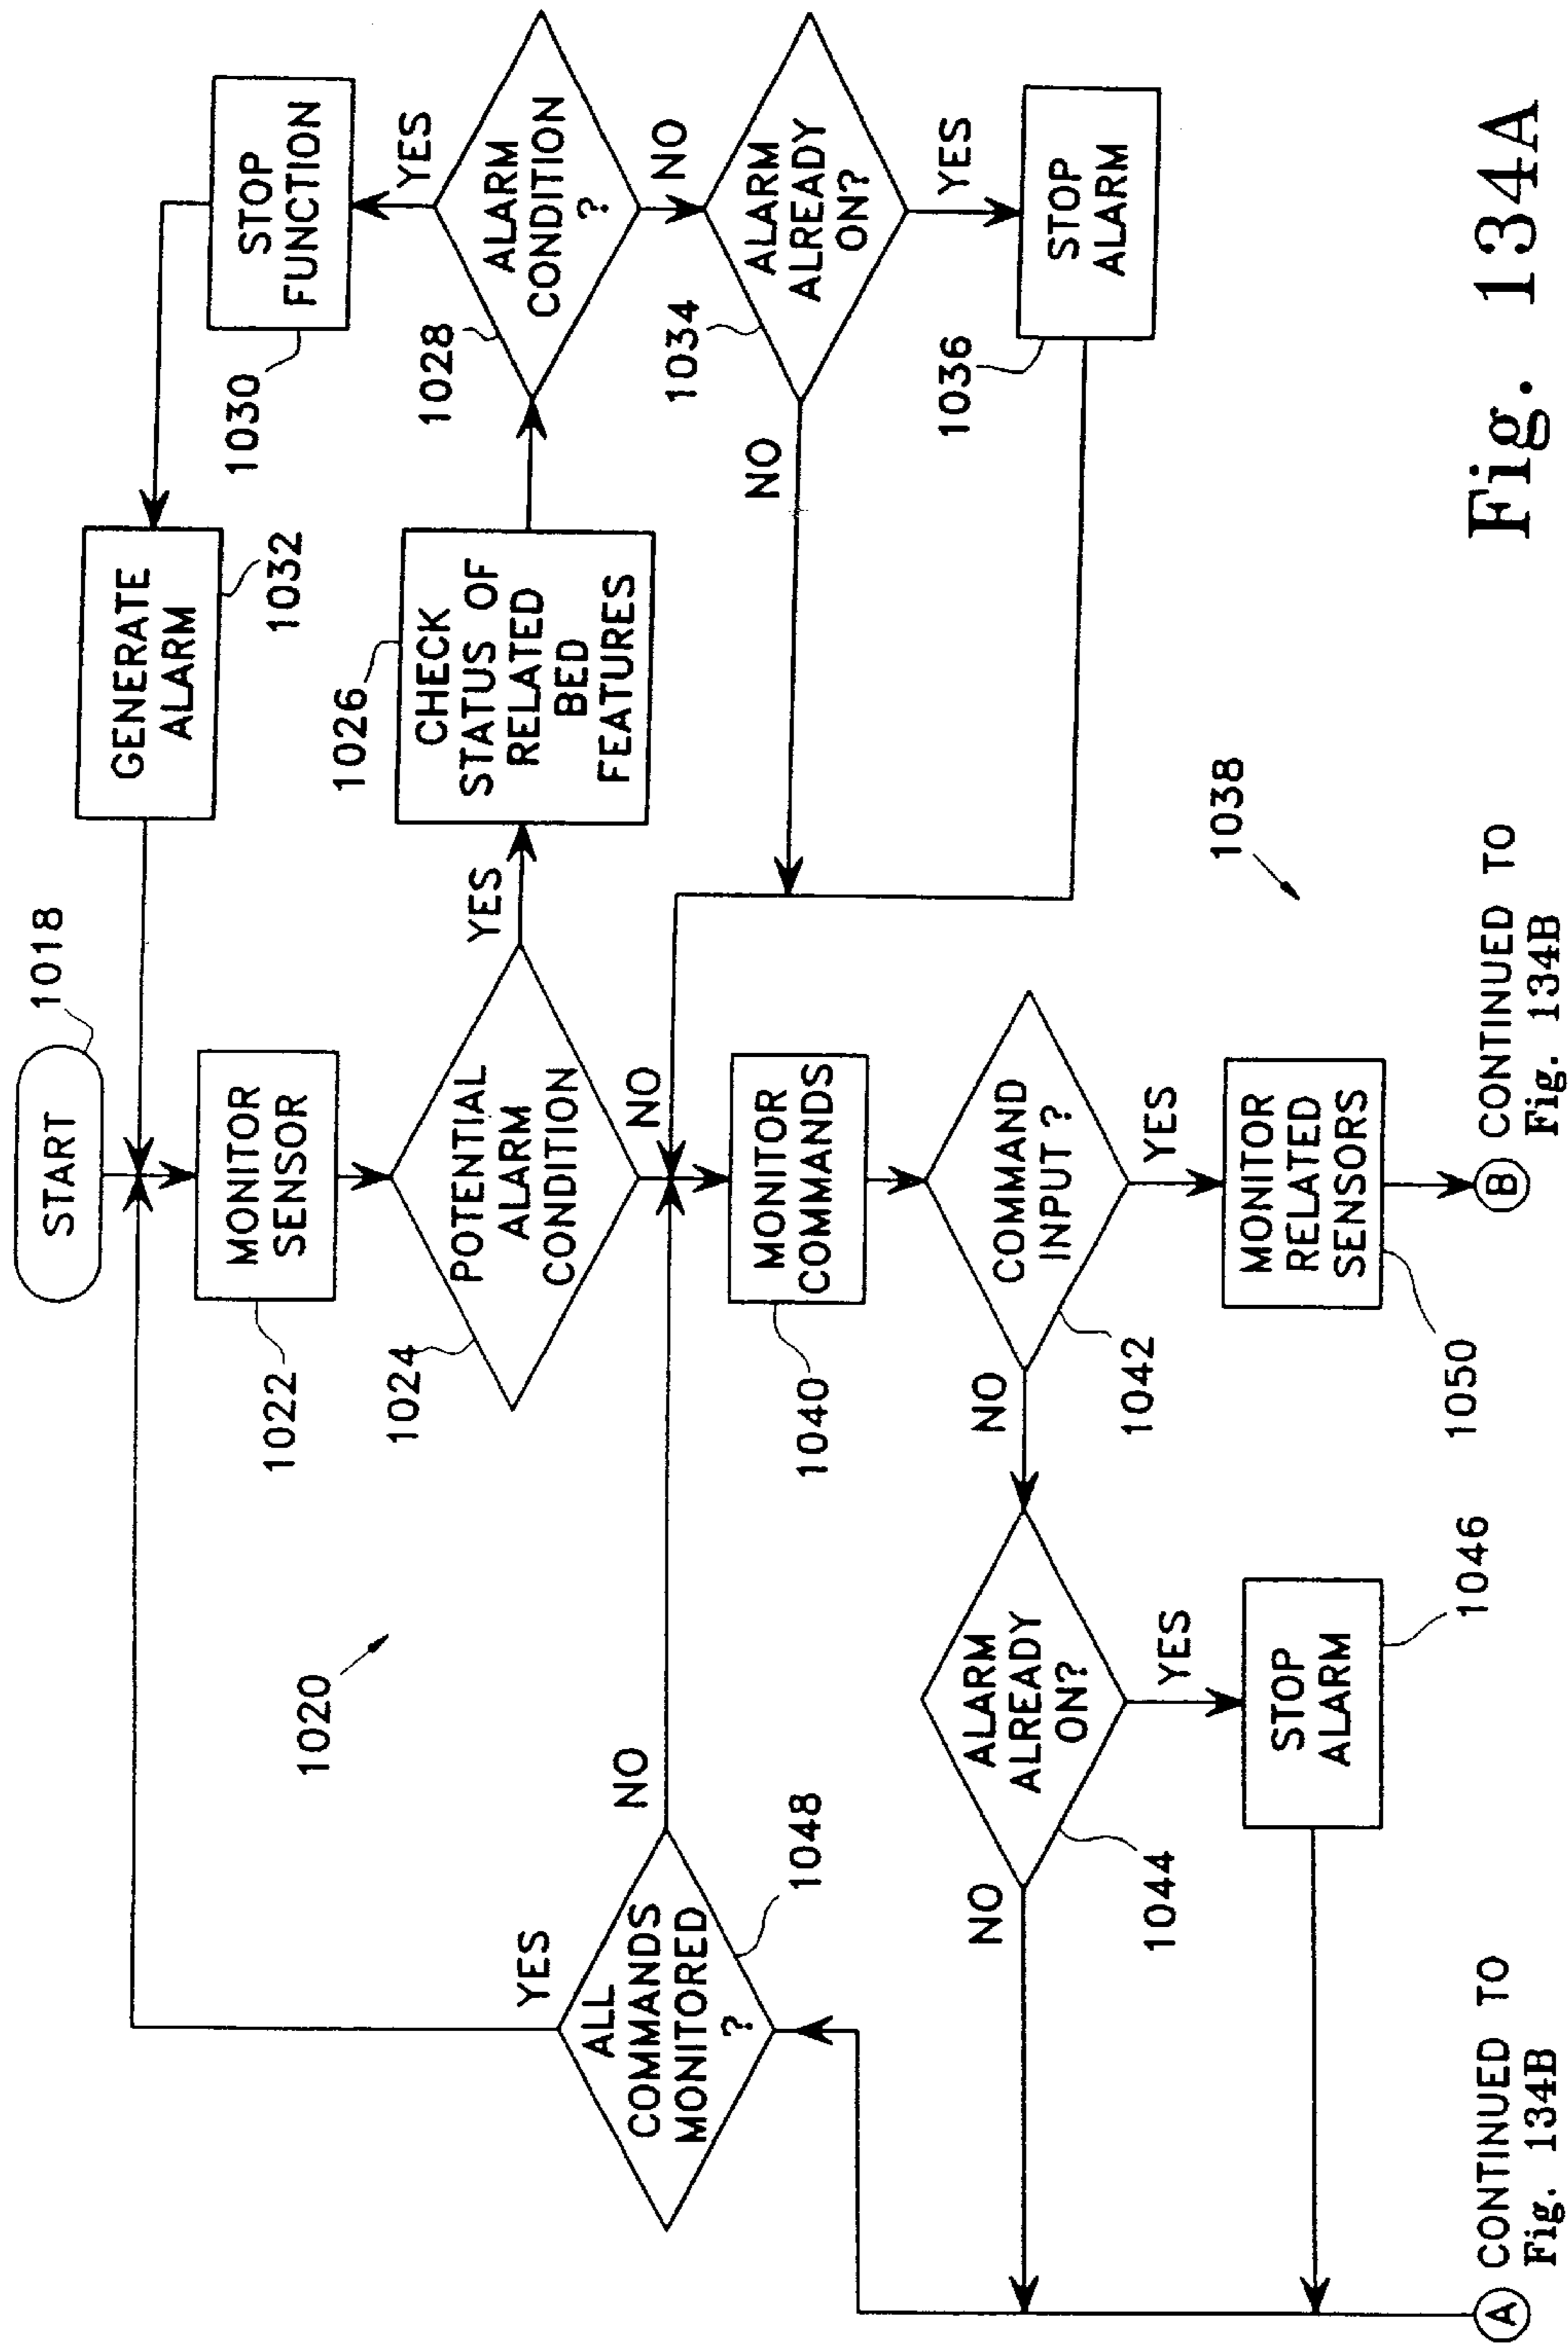 START
1018
GENERATE
ALARM
1032
STOP
FUNCTION
1030
MONITOR
SENSOR
1022
POTENTIAL
ALARM
CONDITION
1024
YES
NO
CHECK
STATUS OF
RELATED
BED
FEATURES
1026
ALARM
CONDITION
?
1028
YES
NO
ALARM
ALREADY
ON?
1034
NO
YES
STOP
ALARM
1036
1020
ALL
COMMANDS
MONITORED
?
1048
YES
NO
MONITOR
COMMANDS
1040
COMMAND
INPUT ?
1042
NO
YES
ALARM
ALREADY
ON?
1044
NO
YES
STOP
ALARM
1046
MONITOR
RELATED
SENSORS
1050
1038
A CONTINUED TO
Fig. 134B
B CONTINUED TO
Fig. 134B
Fig. 134A